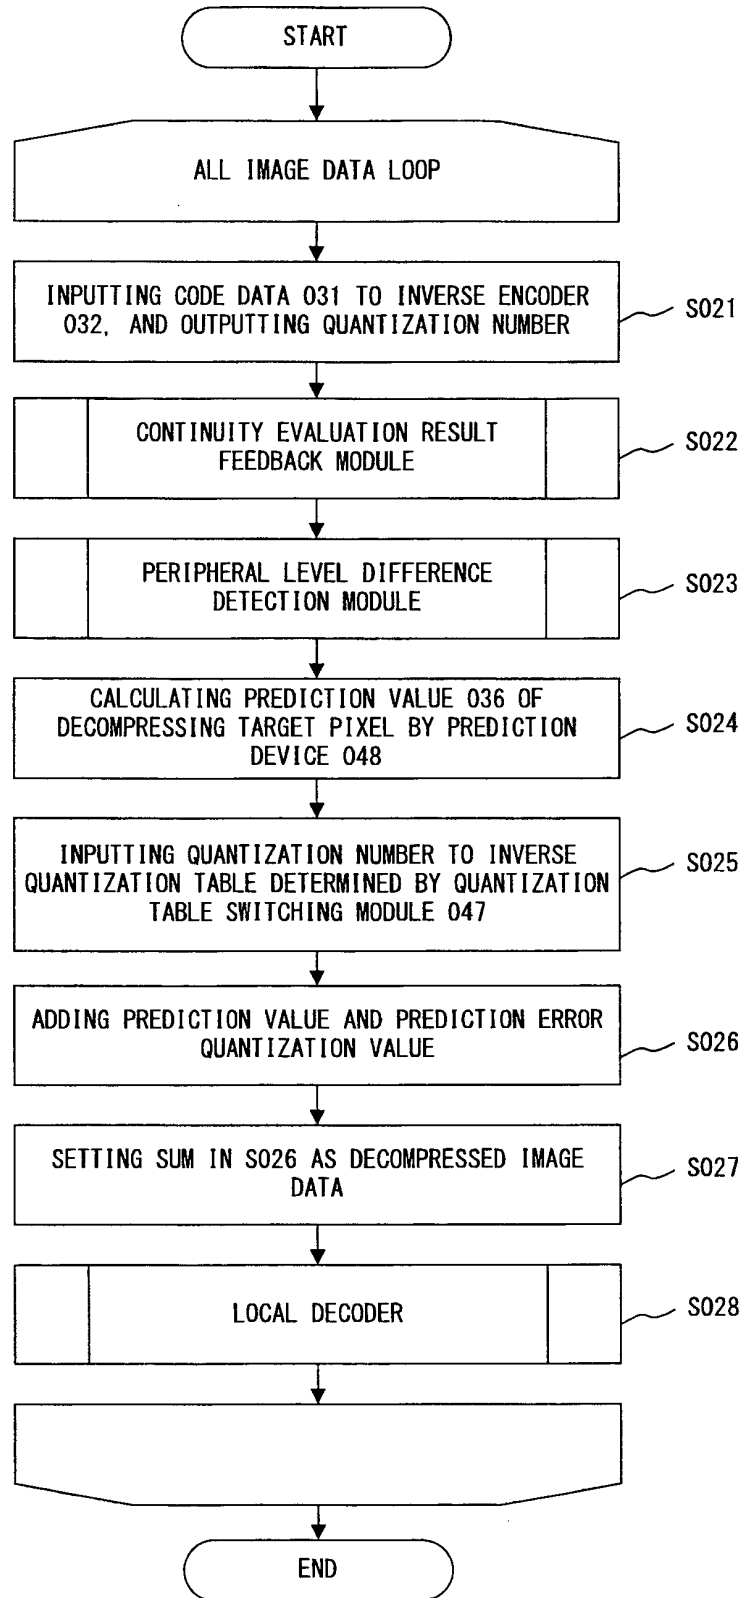 START
ALL IMAGE DATA LOOP
INPUTTING CODE DATA 031 TO INVERSE ENCODER
032, AND OUTPUTTING QUANTIZATION NUMBER
S021
CONTINUITY EVALUATION RESULT
FEEDBACK MODULE
S022
PERIPHERAL LEVEL DIFFERENCE
DETECTION MODULE
S023
CALCULATING PREDICTION VALUE 036 OF
DECOMPRESSING TARGET PIXEL BY PREDICTION
DEVICE 048
S024
INPUTTING QUANTIZATION NUMBER TO INVERSE
QUANTIZATION TABLE DETERMINED BY QUANTIZATION
TABLE SWITCHING MODULE 047
S025
ADDING PREDICTION VALUE AND PREDICTION ERROR
QUANTIZATION VALUE
S026
SETTING SUM IN S026 AS DECOMPRESSED IMAGE
DATA
S027
LOCAL DECODER
S028
END